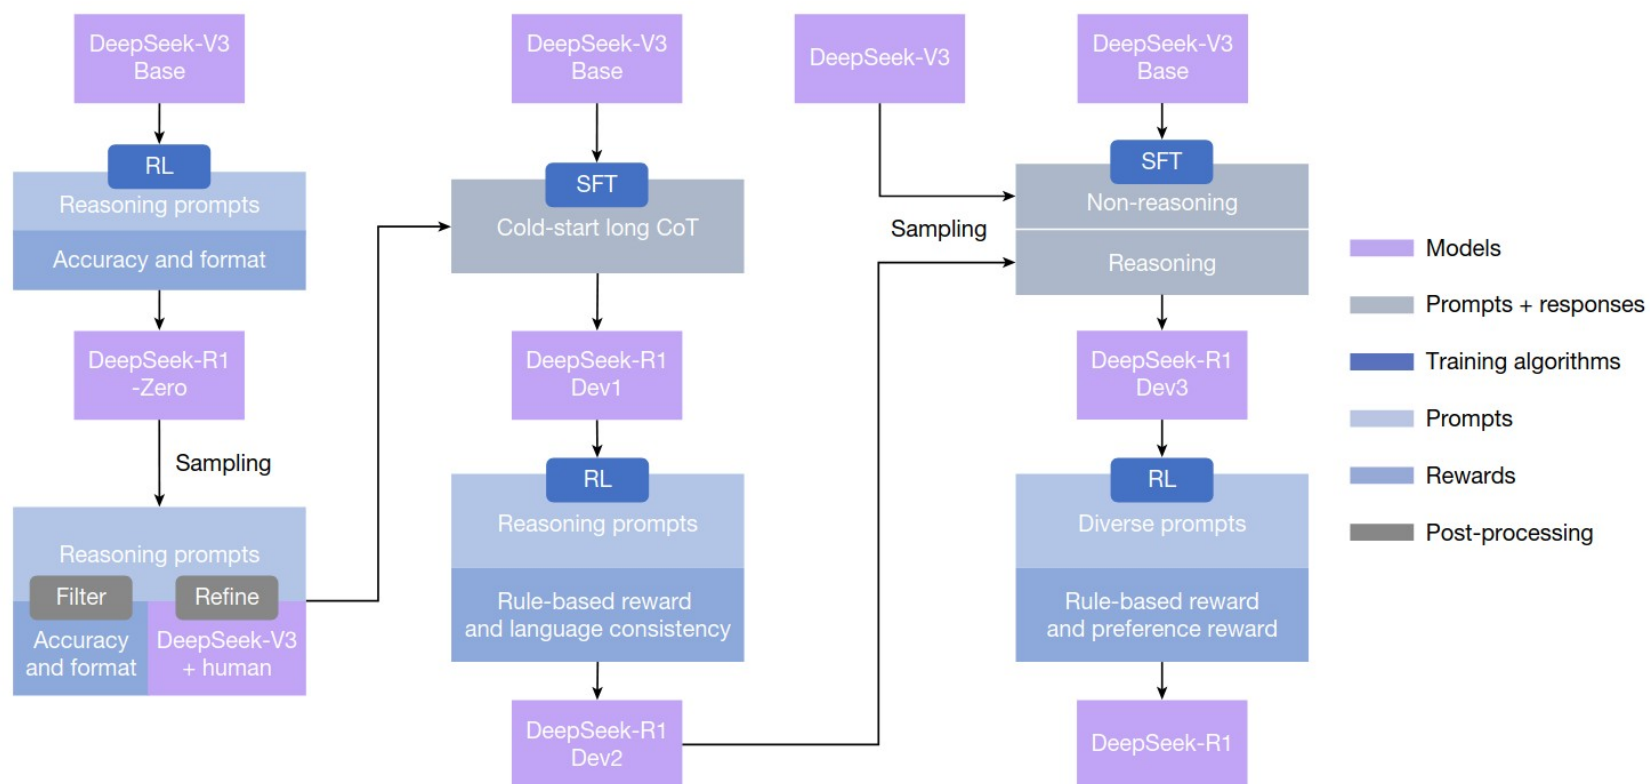 DeepSeek-V3
Base
RL
Reasoning prompts
Accuracy and format
DeepSeek-R1
-Zero
Sampling
Reasoning prompts
Filter
Refine
Accuracy
and format
DeepSeek-V3
+ human
DeepSeek-V3
Base
SFT
Cold-start long CoT
DeepSeek-R1
Dev1
RL
Reasoning prompts
Rule-based reward
and language consistency
DeepSeek-R1
Dev2
DeepSeek-V3
Sampling
DeepSeek-V3
Base
SFT
Non-reasoning
Reasoning
DeepSeek-R1
Dev3
RL
Diverse prompts
Rule-based reward
and preference reward
DeepSeek-R1
Models
Prompts + responses
Training algorithms
Prompts
Rewards
Post-processing